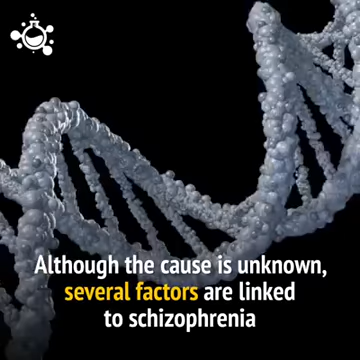 Although the cause is unknown,
several factors are linked
to schizophrenia